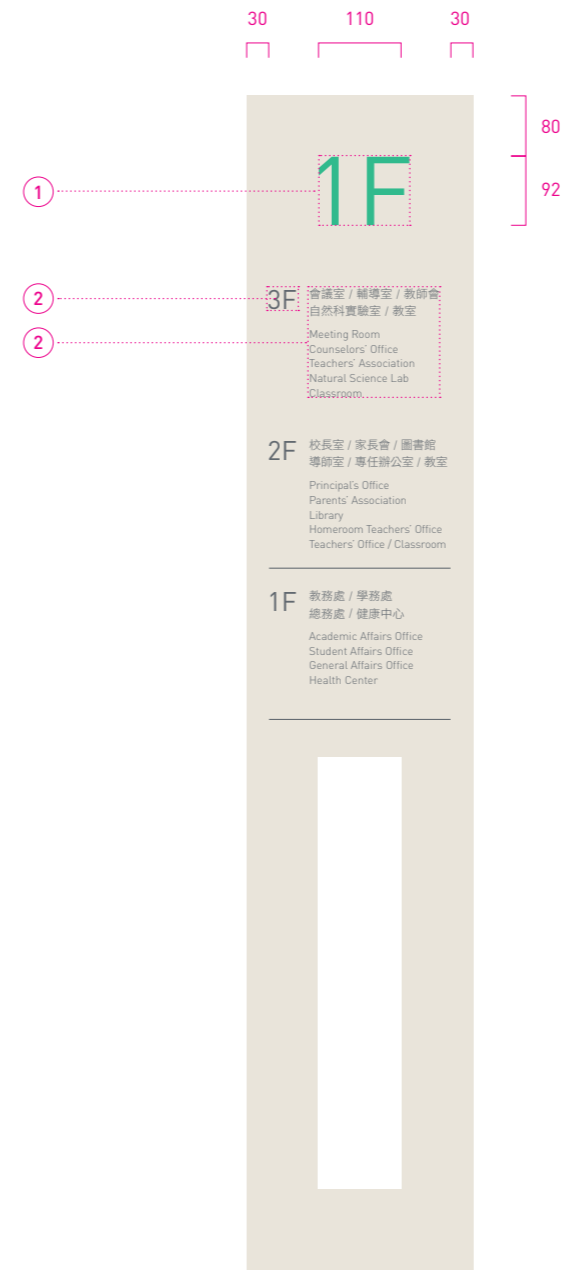 30 110 30
80
1 1F 92
2 3F 會議室 / 輔導室 / 教師會
自然科實驗室 / 教室
2 Meeting Room
Counselors' Office
Teachers' Association
Natural Science Lab
Classroom
2F 校長室 / 家長會 / 圖書館
導師室 / 專任辦公室 / 教室
Principal's Office
Parents' Association
Library
Homeroom Teachers' Office
Teachers' Office / Classroom
1F 教務處 / 學務處
總務處 / 健康中心
Academic Affairs Office
Student Affairs Office
General Affairs Office
Health Center